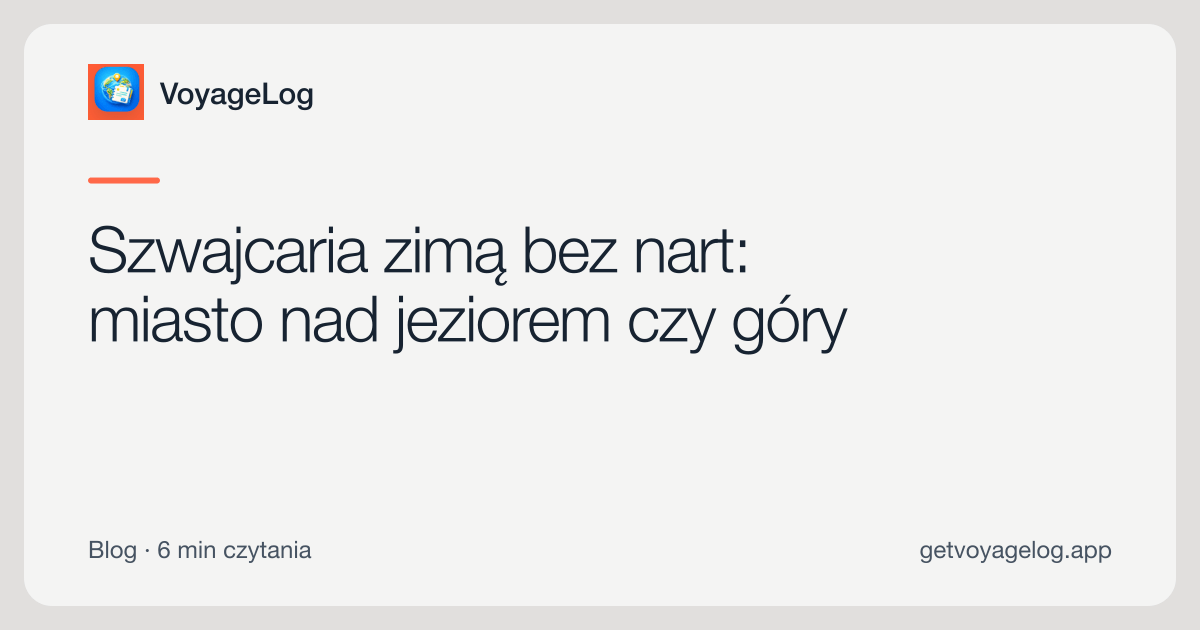 VoyageLog
Szwajcaria zimą bez nart:
miasto nad jeziorem czy góry
Blog · 6 min czytania
getvoyagelog.app